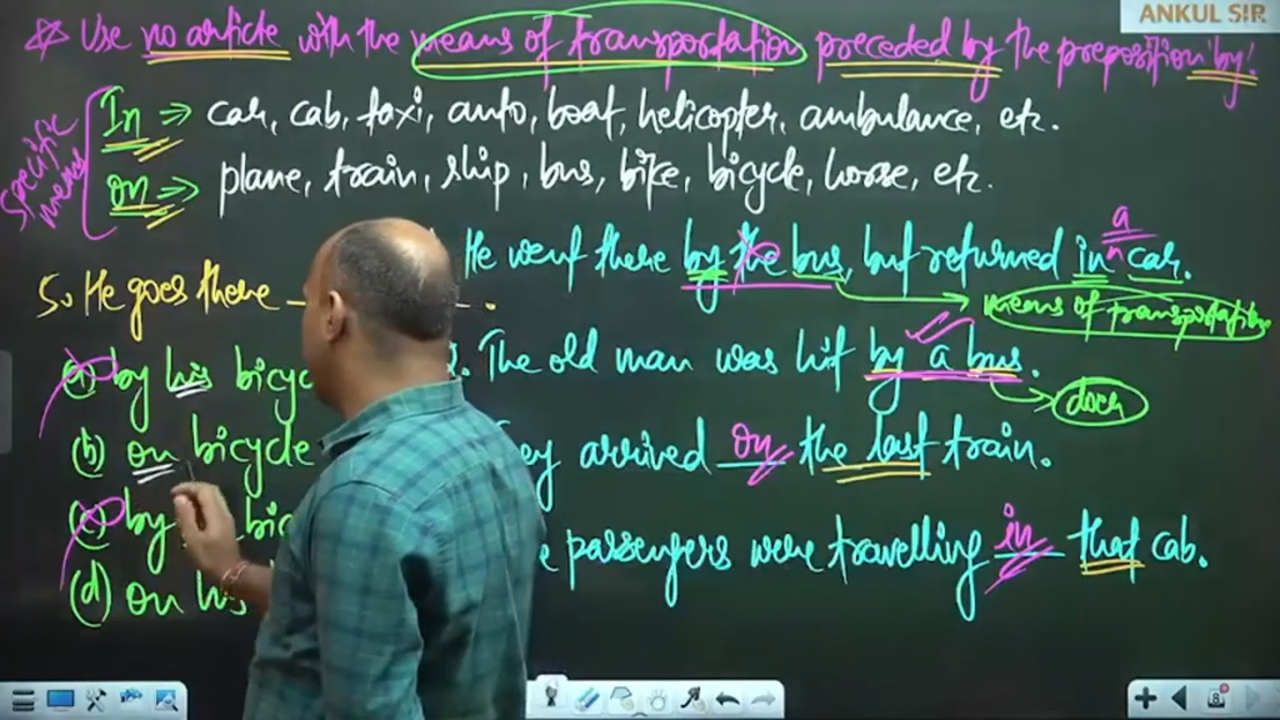 ANKUL SIR
☆ Use no article with the means of transportation preceded by the preposition 'by'.
Specific means
In ⇒ car, cab, taxi, auto, boat, helicopter, ambulance, etc.
on ⇒ plane, train, ship, bus, bike, bicycle, horse, etc.
He went there by the bus, but returned in a car.
means of transportation
The old man was hit by a bus.
doer
arrived on the last train.
passengers were travelling in that cab.
5. He goes there
(a) by his
(b) on bicycle
(c) by
(d) on his
8